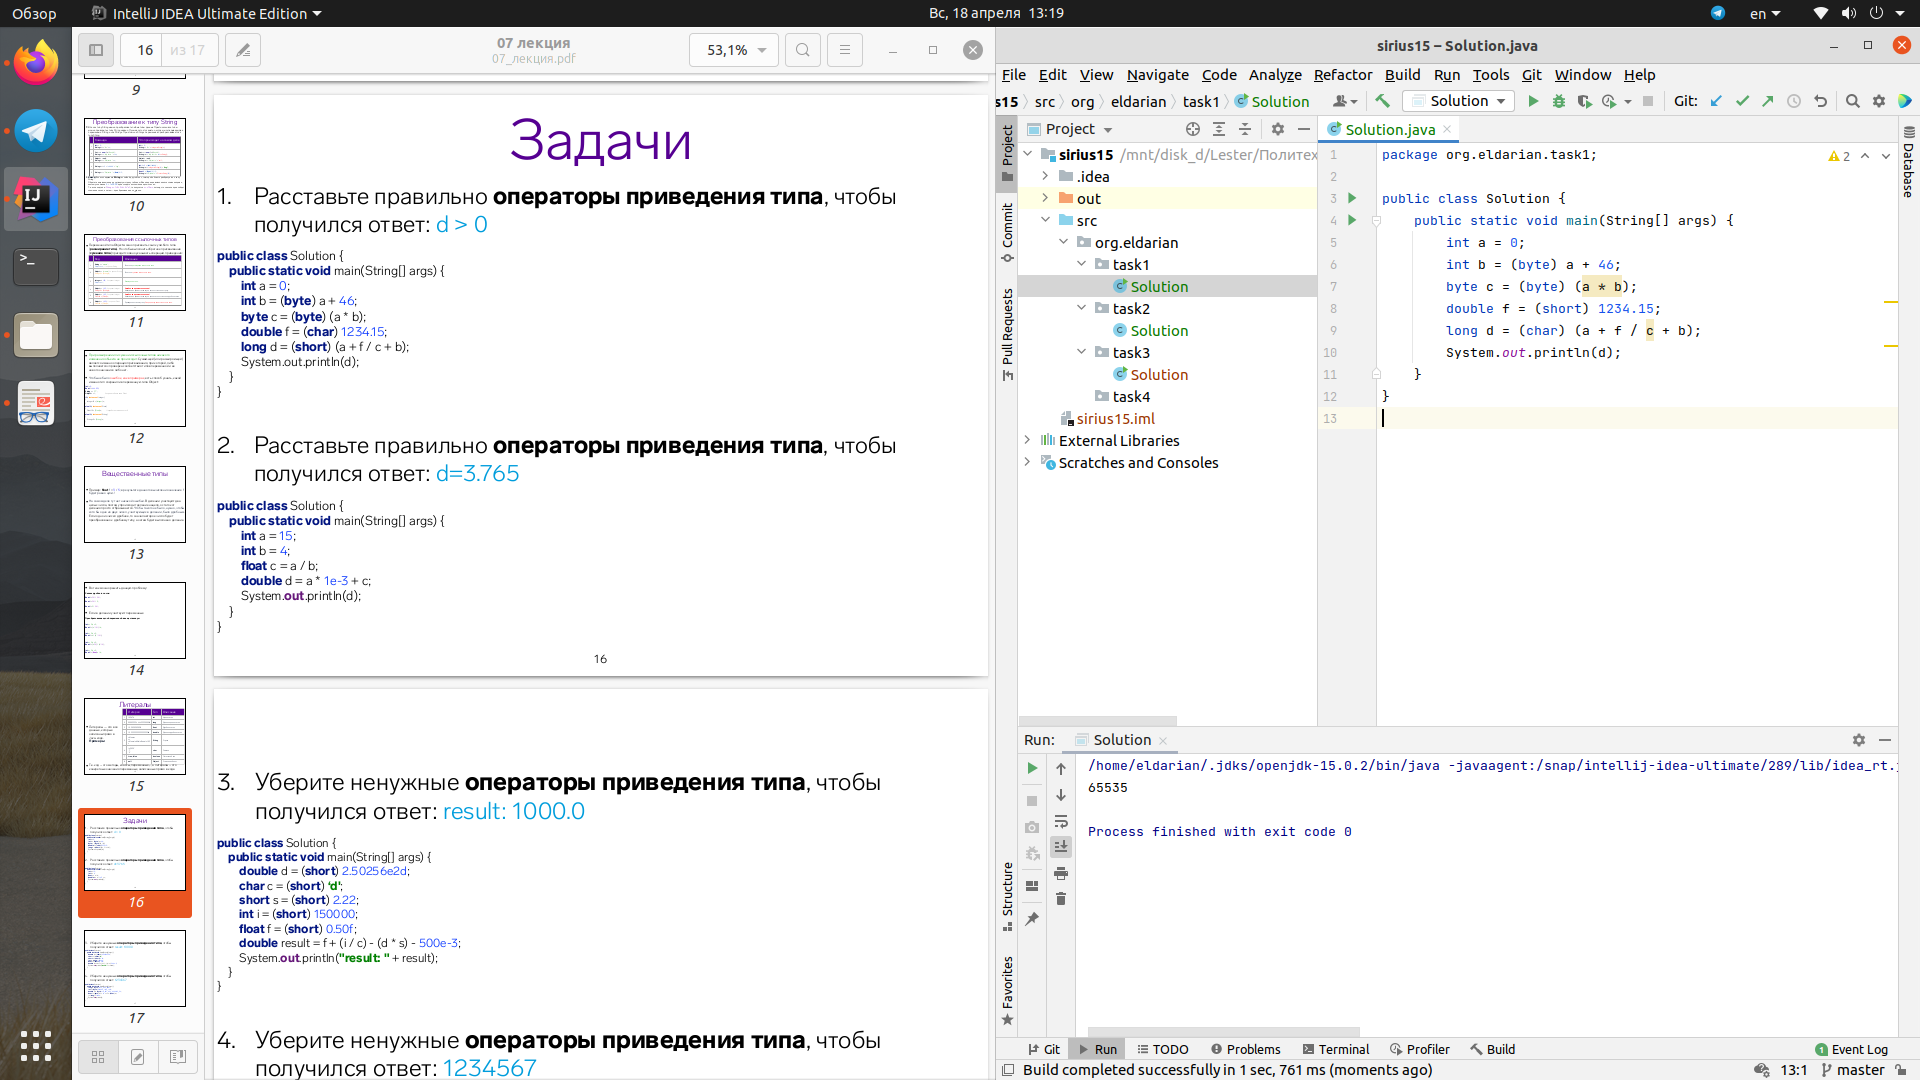 Обзор
IntelliJ IDEA Ultimate Edition
Вс, 18 апреля 13:19
en
16
из 17
07 лекция
07_лекция.pdf
53,1%
9
Преобразование к типу String
10
Преобразование ссылочных типов
11
12
Вещественные типы
13
14
Литералы
15
Задачи
16
17
Задачи
1. Расставьте правильно операторы приведения типа, чтобы
получился ответ: d > 0
public class Solution {
public static void main(String[] args) {
int a = 0;
int b = (byte) a + 46;
byte c = (byte) (a * b);
double f = (char) 1234.15;
long d = (short) (a + f / c + b);
System.out.println(d);
}
}
2. Расставьте правильно операторы приведения типа, чтобы
получился ответ: d=3.765
public class Solution {
public static void main(String[] args) {
int a = 15;
int b = 4;
float c = a / b;
double d = a * 1e-3 + c;
System.out.println(d);
}
}
16
3. Уберите ненужные операторы приведения типа, чтобы
получился ответ: result: 1000.0
public class Solution {
public static void main(String[] args) {
double d = (short) 2.50256e2d;
char c = (short) 'd';
short s = (short) 2.22;
int i = (short) 150000;
float f = (short) 0.50f;
double result = f + (i / c) - (d * s) - 500e-3;
System.out.println("result: " + result);
}
}
4. Уберите ненужные операторы приведения типа, чтобы
получился ответ: 1234567
sirius15 – Solution.java
File Edit View Navigate Code Analyze Refactor Build Run Tools Git Window Help
s15 src org eldarian task1 Solution
Solution
Git:
Project
Commit
Pull Requests
Structure
Favorites
Database
Project
sirius15 /mnt/disk_d/Lester/Политех
.idea
out
src
org.eldarian
task1
Solution
task2
Solution
task3
Solution
task4
sirius15.iml
External Libraries
Scratches and Consoles
Solution.java
2
1 package org.eldarian.task1;
2
3 public class Solution {
4 public static void main(String[] args) {
5 int a = 0;
6 int b = (byte) a + 46;
7 byte c = (byte) (a * b);
8 double f = (short) 1234.15;
9 long d = (char) (a + f / c + b);
10 System.out.println(d);
11 }
12 }
13
Run: Solution
/home/eldarian/.jdks/openjdk-15.0.2/bin/java -javaagent:/snap/intellij-idea-ultimate/289/lib/idea_rt.j
65535
Process finished with exit code 0
Git Run TODO Problems Terminal Profiler Build
1 Event Log
Build completed successfully in 1 sec, 761 ms (moments ago)
13:1 master